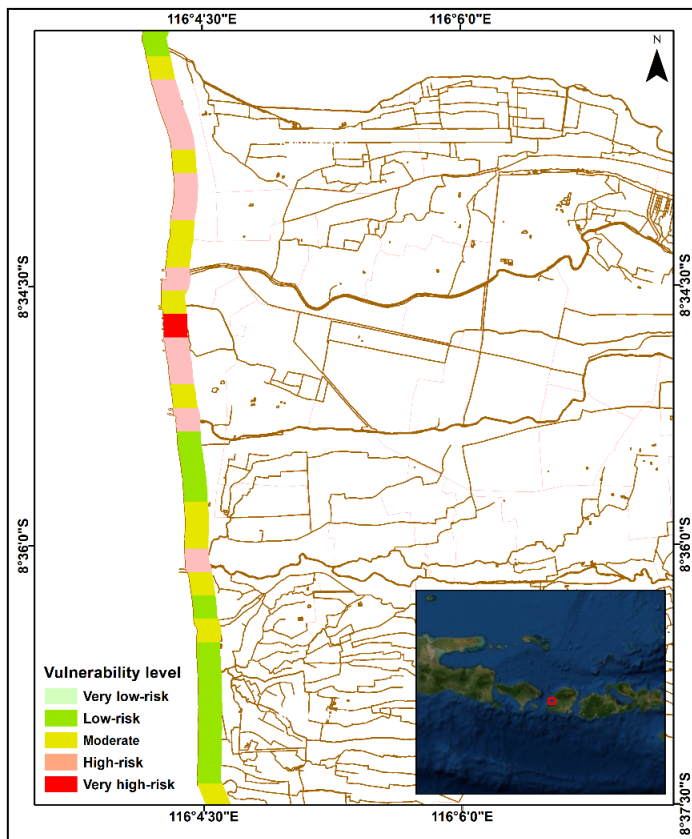 116°4'30"E
116°6'0"E
N
8°34'30"S
8°34'30"S
8°36'0"S
8°36'0"S
Vulnerability level
Very low-risk
Low-risk
Moderate
High-risk
Very high-risk
8°37'30"S
116°4'30"E
116°6'0"E